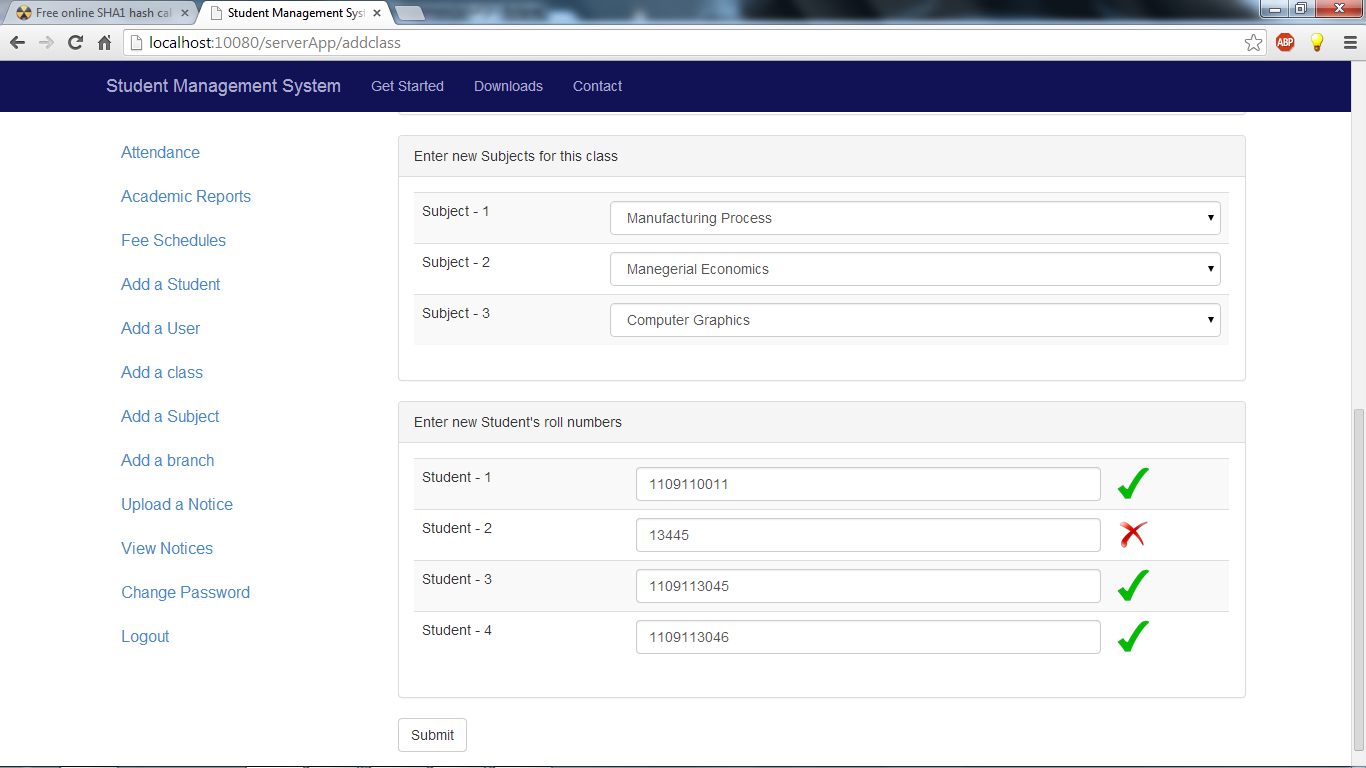 Free online SHA1 hash cal
Student Management Syst
localhost:10080/serverApp/addclass
ABP
Student Management System Get Started Downloads Contact
Attendance
Academic Reports
Fee Schedules
Add a Student
Add a User
Add a class
Add a Subject
Add a branch
Upload a Notice
View Notices
Change Password
Logout
Enter new Subjects for this class
Subject - 1 Manufacturing Process
Subject - 2 Manegerial Economics
Subject - 3 Computer Graphics
Enter new Student's roll numbers
Student - 1 1109110011
Student - 2 13445
Student - 3 1109113045
Student - 4 1109113046
Submit